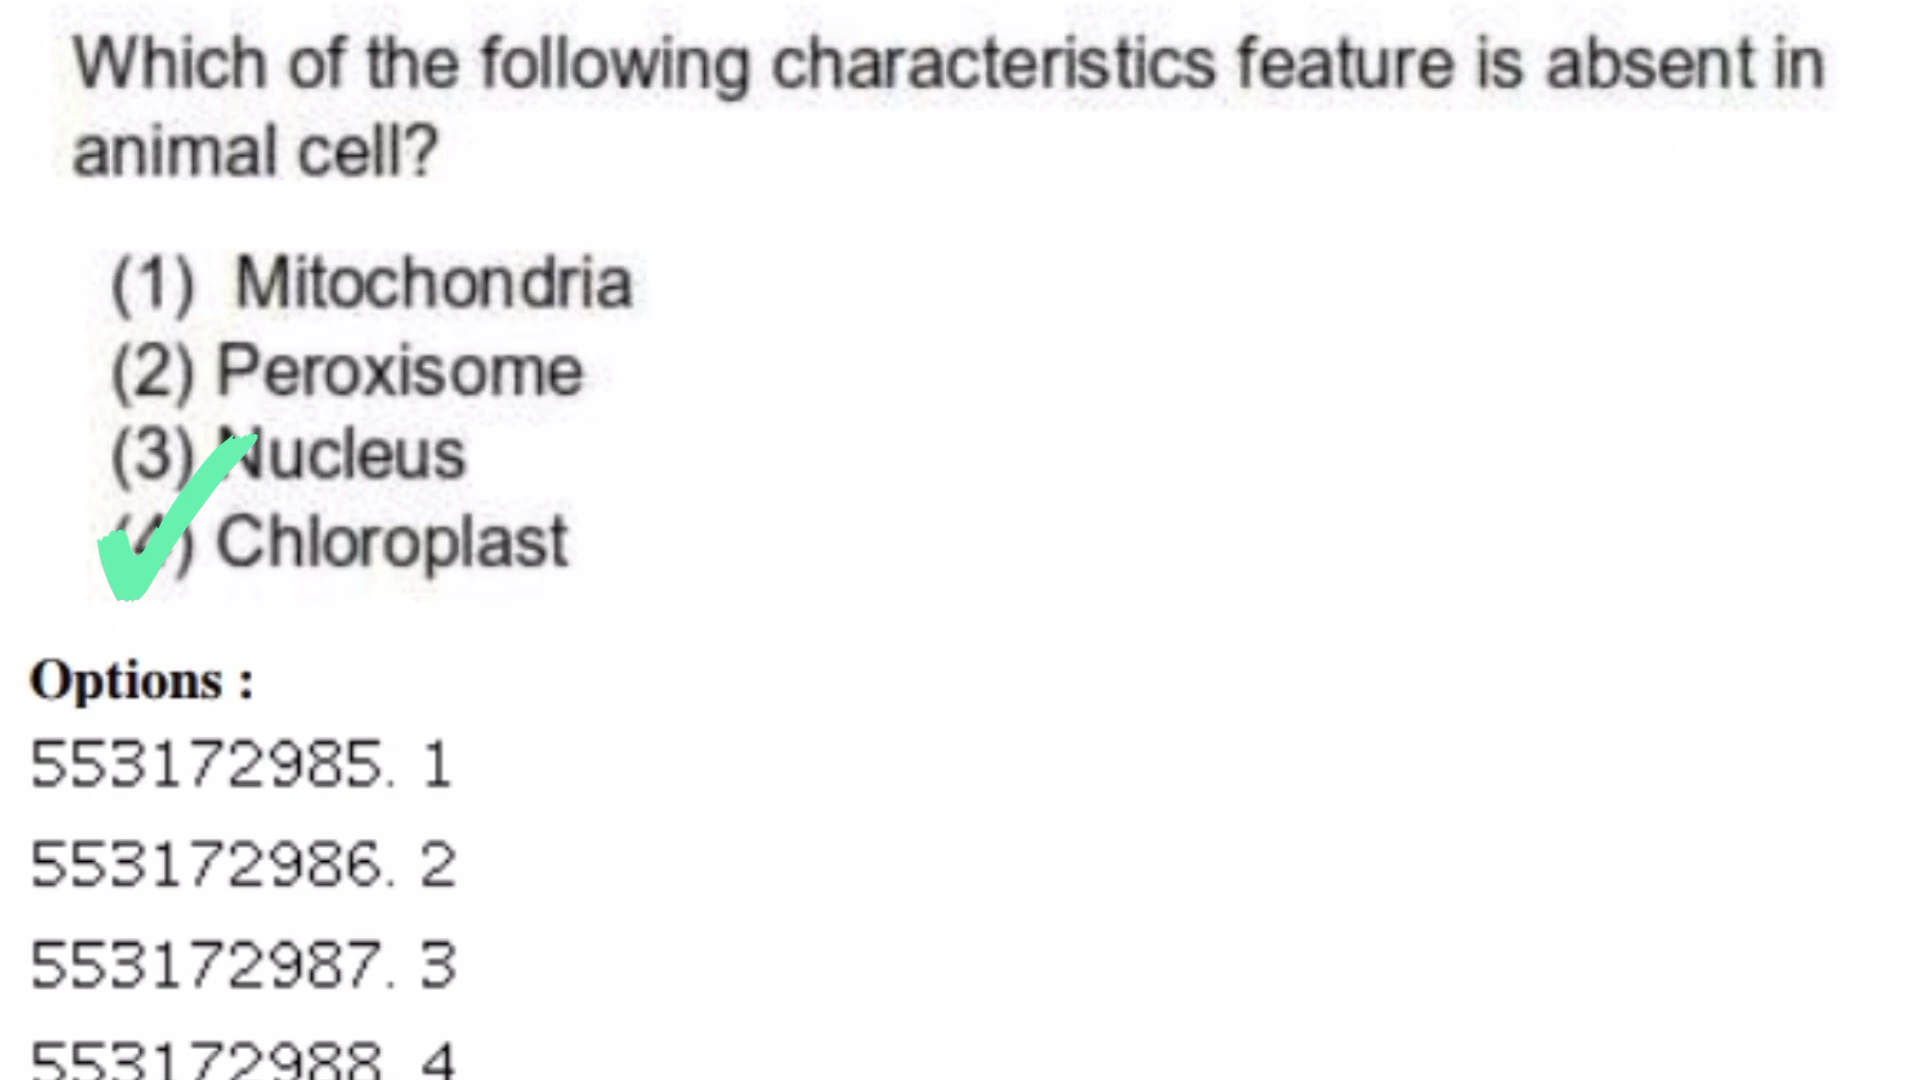 Which of the following characteristics feature is absent in
animal cell?
(1) Mitochondria
(2) Peroxisome
(3) Nucleus
(4) Chloroplast
Options :
553172985. 1
553172986. 2
553172987. 3
553172988 4